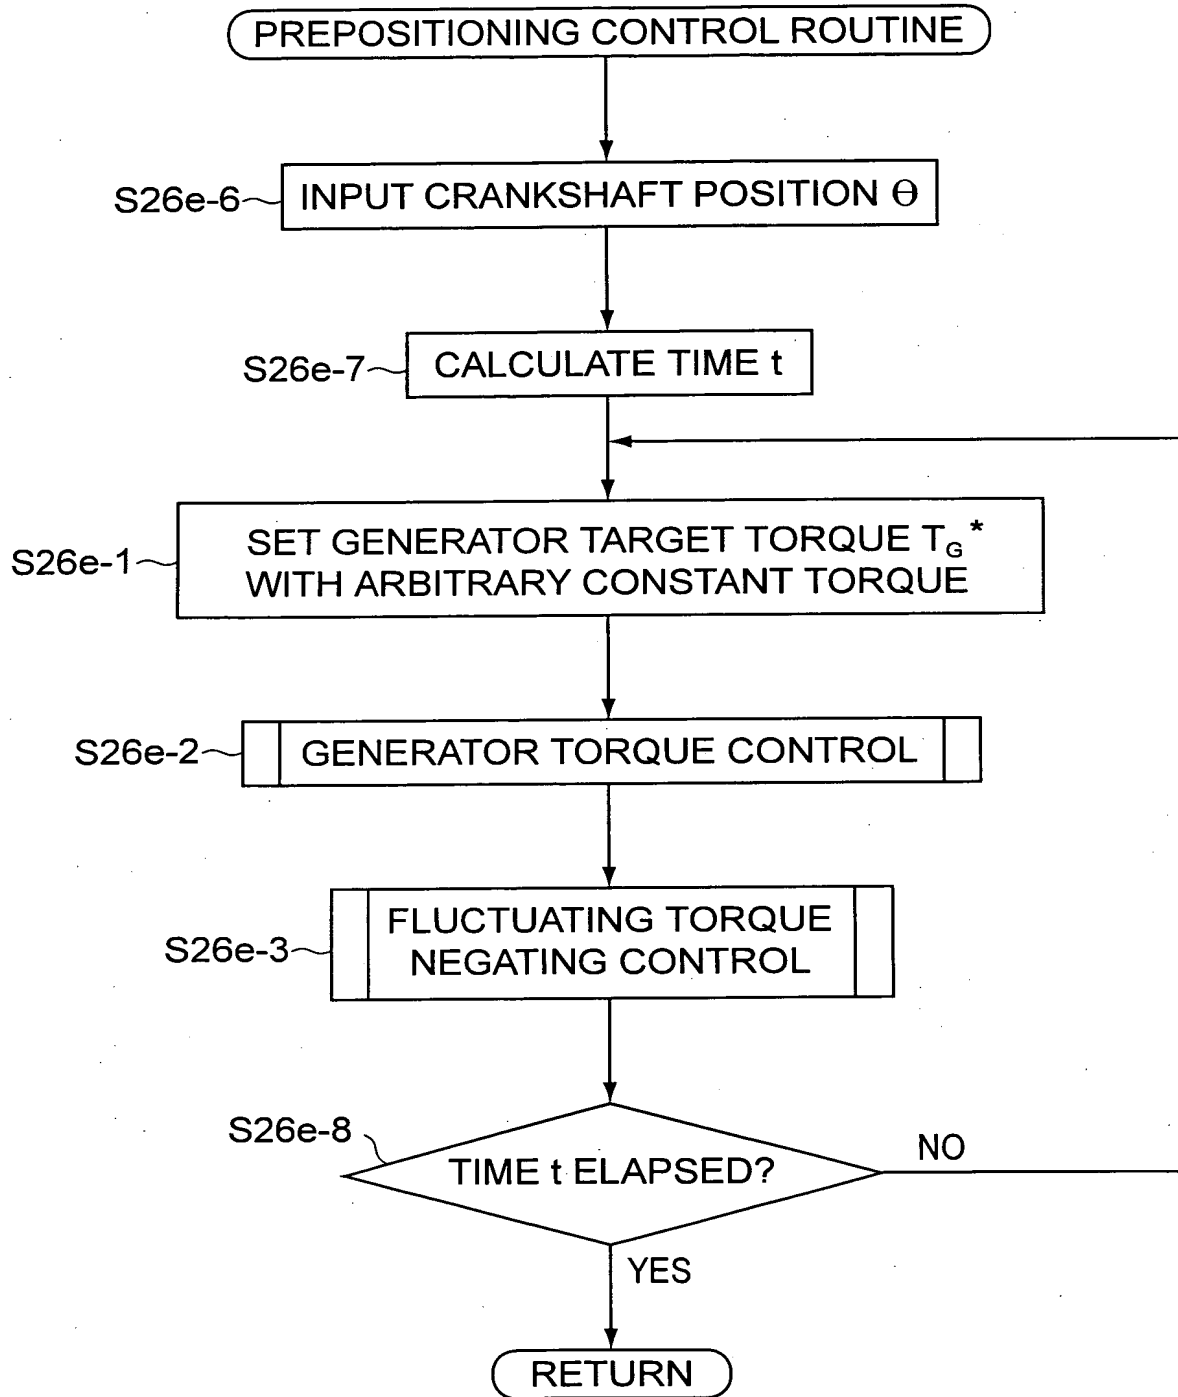 PREPOSITIONING CONTROL ROUTINE
S26e-6
INPUT CRANKSHAFT POSITION Θ
S26e-7
CALCULATE TIME t
S26e-1
SET GENERATOR TARGET TORQUE T_G*
WITH ARBITRARY CONSTANT TORQUE
S26e-2
GENERATOR TORQUE CONTROL
S26e-3
FLUCTUATING TORQUE
NEGATING CONTROL
S26e-8
TIME t ELAPSED?
NO
YES
RETURN